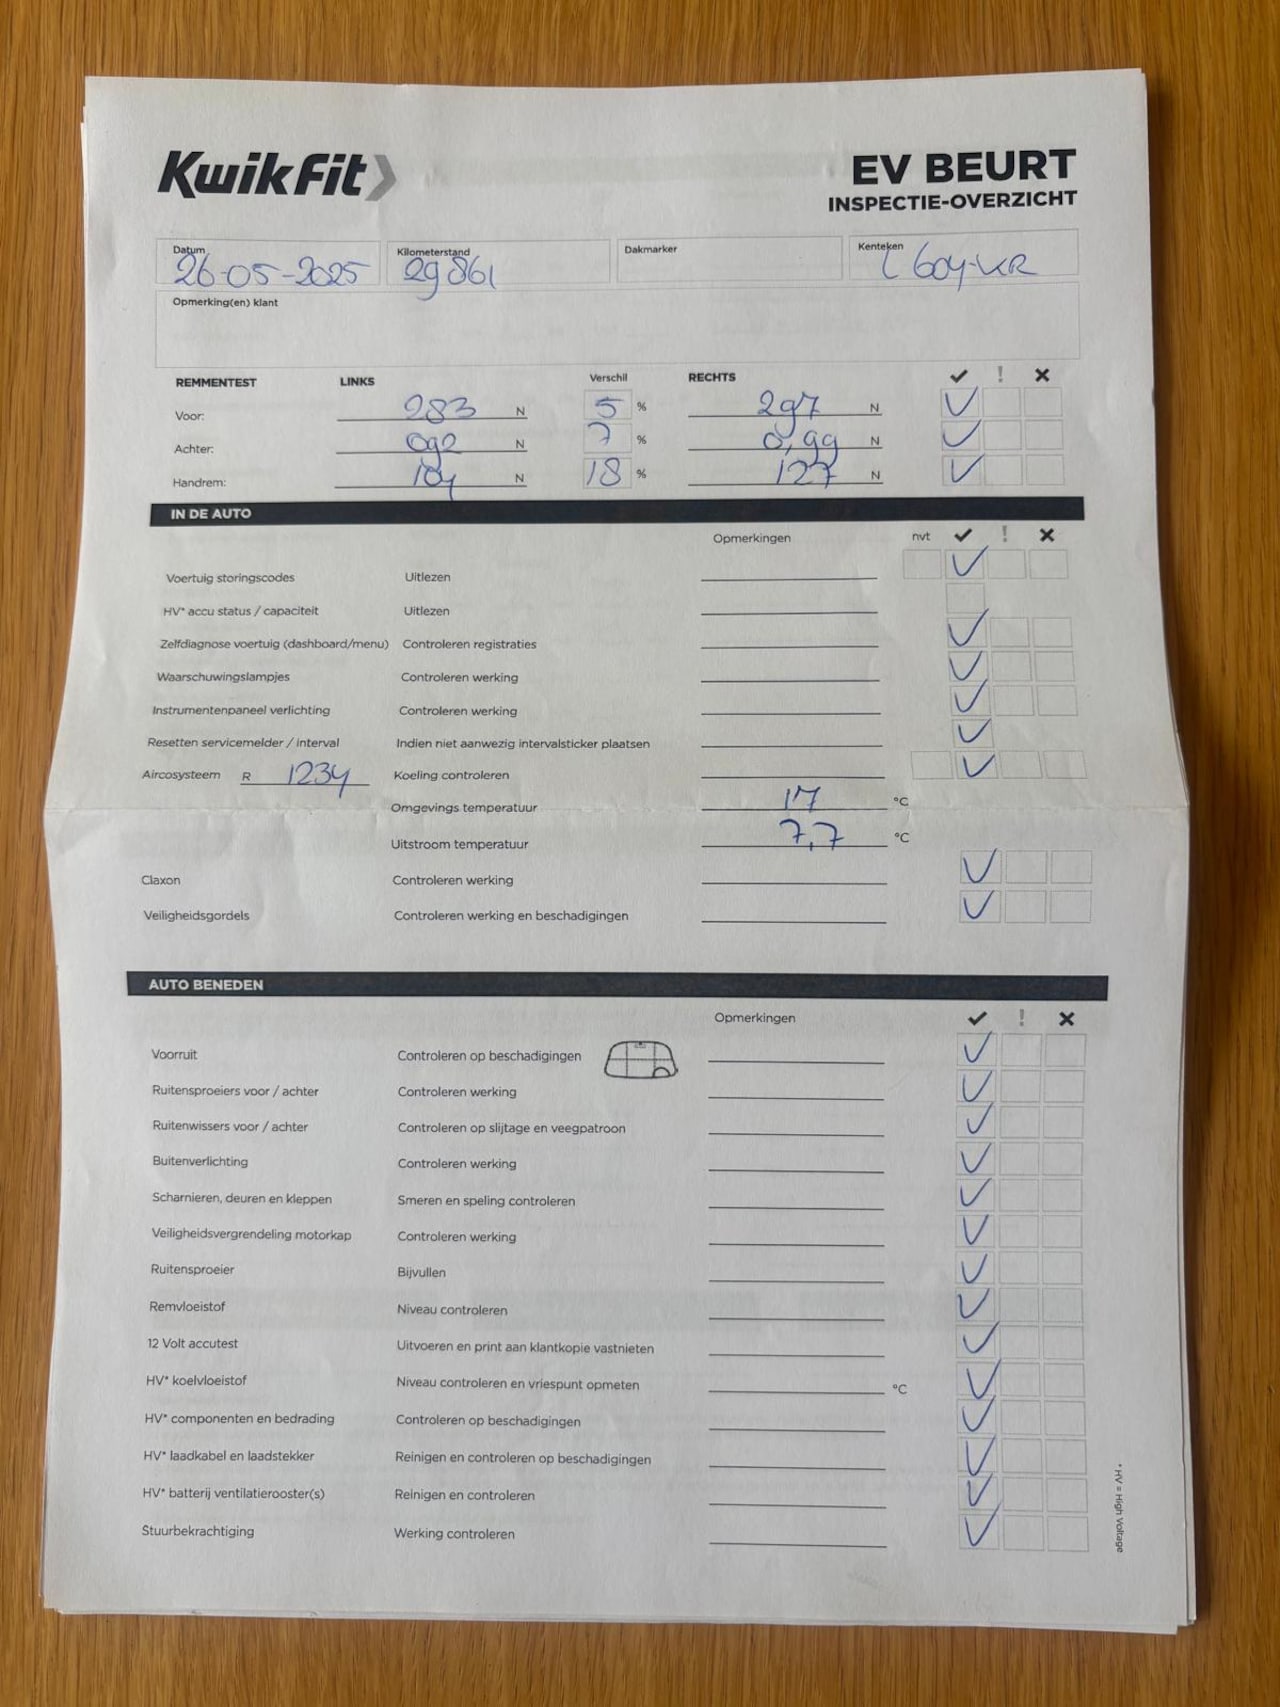 KwikFit
EV BEURT
INSPECTIE-OVERZICHT
Datum 26-05-2025 Kilometerstand 29861 Dakmarker Kenteken 604-KR
Opmerking(en) klant
REMMENTEST LINKS Verschil RECHTS ✓ ! ✗
Voor: 283 N 5 % 297 N ✓
Achter: 092 N 7 % 0,99 N ✓
Handrem: 104 N 18 % 127 N ✓
IN DE AUTO
Opmerkingen nvt ✓ ! ✗
Voertuig storingscodes Uitlezen ✓
HV* accu status / capaciteit Uitlezen
Zelfdiagnose voertuig (dashboard/menu) Controleren registraties ✓
Waarschuwingslampjes Controleren werking ✓
Instrumentenpaneel verlichting Controleren werking ✓
Resetten servicemelder / interval Indien niet aanwezig intervalsticker plaatsen ✓
Aircosysteem R 1234 Koeling controleren ✓
Omgevings temperatuur 17 °C
Uitstroom temperatuur 7,7 °C
Claxon Controleren werking ✓
Veiligheidsgordels Controleren werking en beschadigingen ✓
AUTO BENEDEN
Opmerkingen ✓ ! ✗
Voorruit Controleren op beschadigingen ✓
Ruitensproeiers voor / achter Controleren werking ✓
Ruitenwissers voor / achter Controleren op slijtage en veegpatroon ✓
Buitenverlichting Controleren werking ✓
Scharnieren, deuren en kleppen Smeren en speling controleren ✓
Veiligheidsvergrendeling motorkap Controleren werking ✓
Ruitensproeier Bijvullen ✓
Remvloeistof Niveau controleren ✓
12 Volt accutest Uitvoeren en print aan klantkopie vastnieten ✓
HV* koelvloeistof Niveau controleren en vriespunt opmeten °C ✓
HV* componenten en bedrading Controleren op beschadigingen ✓
HV* laadkabel en laadstekker Reinigen en controleren op beschadigingen ✓
HV* batterij ventilatierooster(s) Reinigen en controleren ✓
Stuurbekrachtiging Werking controleren ✓
* HV = High Voltage